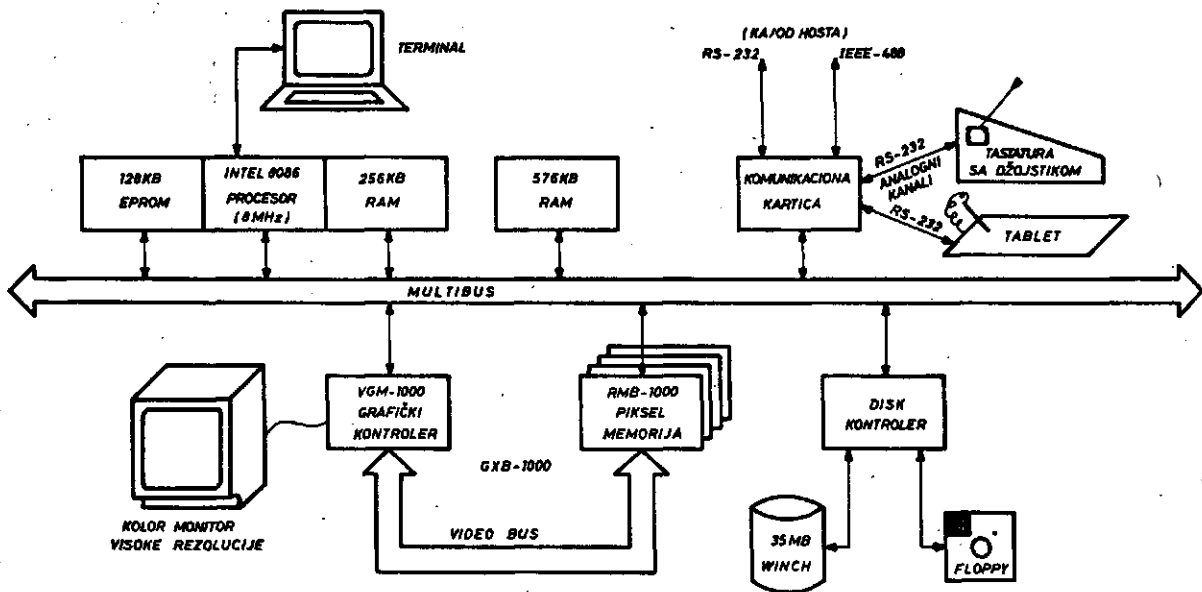 TERMINAL
(KA/OD HOSTA)
RS-232
IEEE-488
128KB
EPROM
INTEL 8086
PROCESOR
(8MHz)
256KB
RAM
576KB
RAM
KOMUNIKACIONA
KARTICA
RS-232
ANALOGNI
KANALI
RS-232
TASTATURA
SA DŽOJSTIKOM
TABLET
MULTIBUS
VGM-1000
GRAFIČKI
KONTROLER
RMB-1000
PIKSEL
MEMORIJA
DISK
KONTROLER
GXB-1000
KOLOR MONITOR
VISOKE REZOLUCIJE
VIDEO BUS
35MB
WINCH
FLOPPY